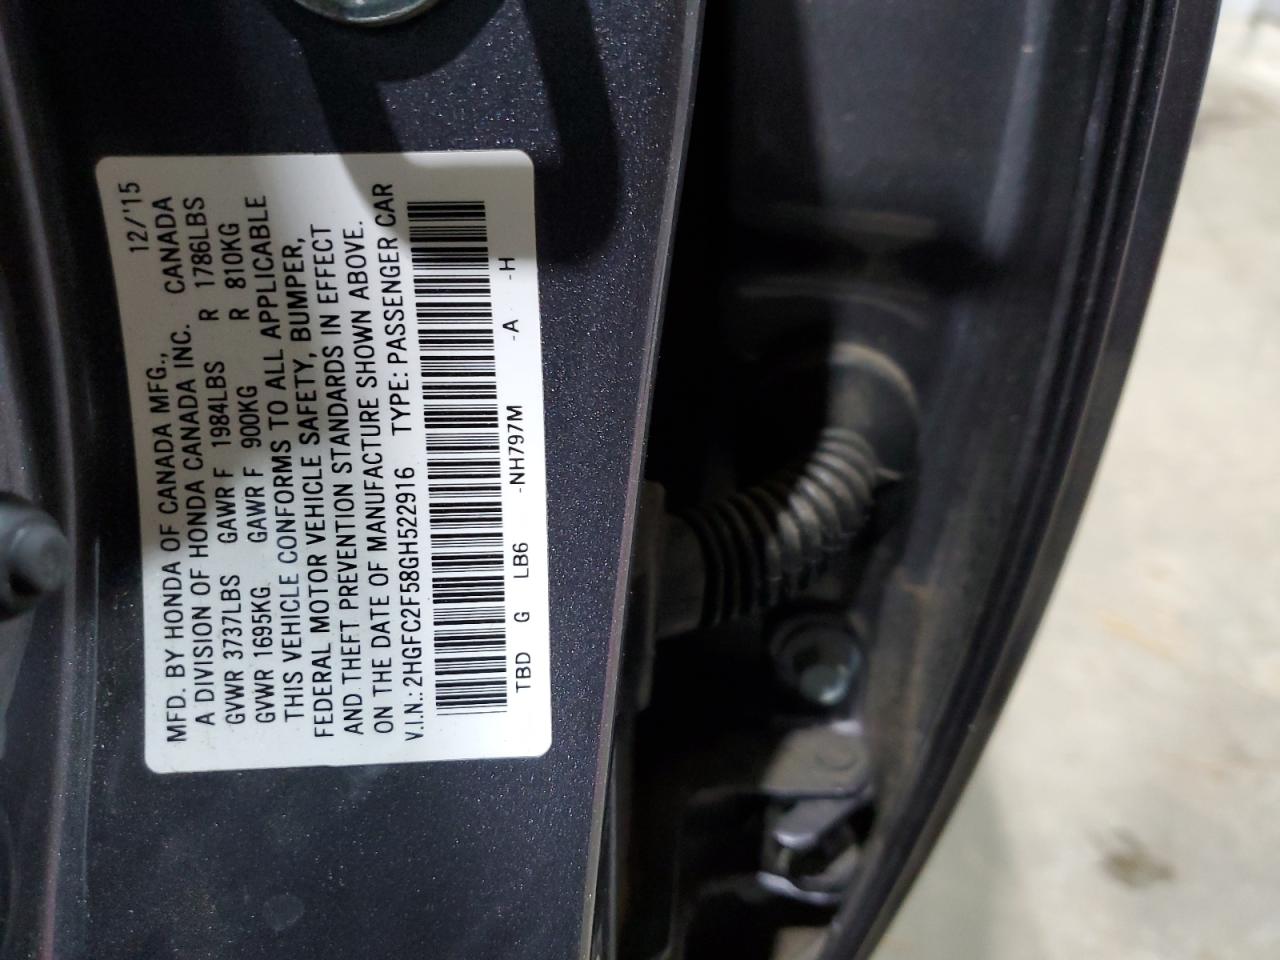 12/'15
MFD. BY HONDA OF CANADA MFG.,
A DIVISION OF HONDA CANADA INC. CANADA
GVWR 3737LBS GAWR F 1984LBS R 1786LBS
GWWR 1695KG GAWR F 900KG R 810KG
THIS VEHICLE CONFORMS TO ALL APPLICABLE
FEDERAL MOTOR VEHICLE SAFETY, BUMPER,
AND THEFT PREVENTION STANDARDS IN EFFECT
ON THE DATE OF MANUFACTURE SHOWN ABOVE.
V.I.N.: 2HGFC2F58GH522916 TYPE: PASSENGER CAR
TBD G LB6 -NH797M -A -H